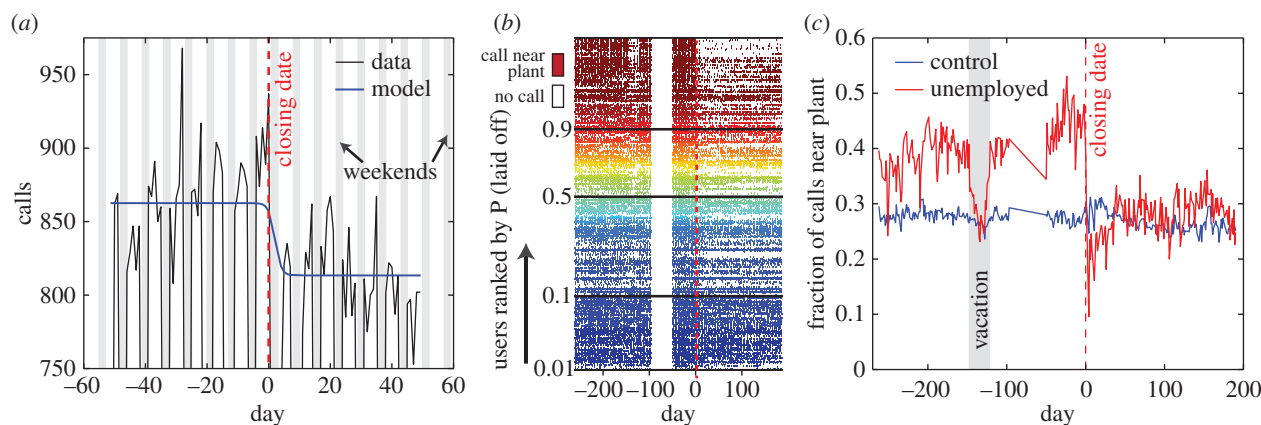 (a)
950
900
850
800
750
calls
−60
−40
−20
0
20
40
60
day
data
model
closing date
weekends
(b)
call near
plant
no call
0.9
0.5
0.1
0.01
users ranked by P (laid off)
−200
−100
0
100
day
(c)
0.6
0.5
0.4
0.3
0.2
0.1
0
fraction of calls near plant
control
unemployed
closing date
vacation
−200
−100
0
100
200
day